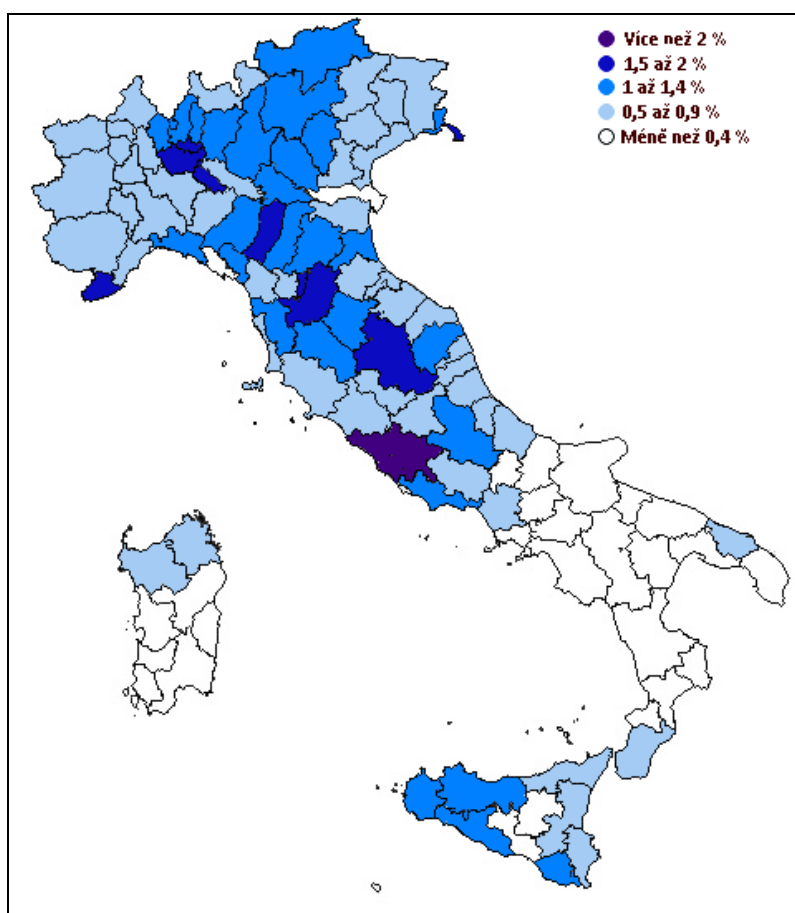 Více než 2 %
1,5 až 2 %
1 až 1,4 %
0,5 až 0,9 %
Méně než 0,4 %